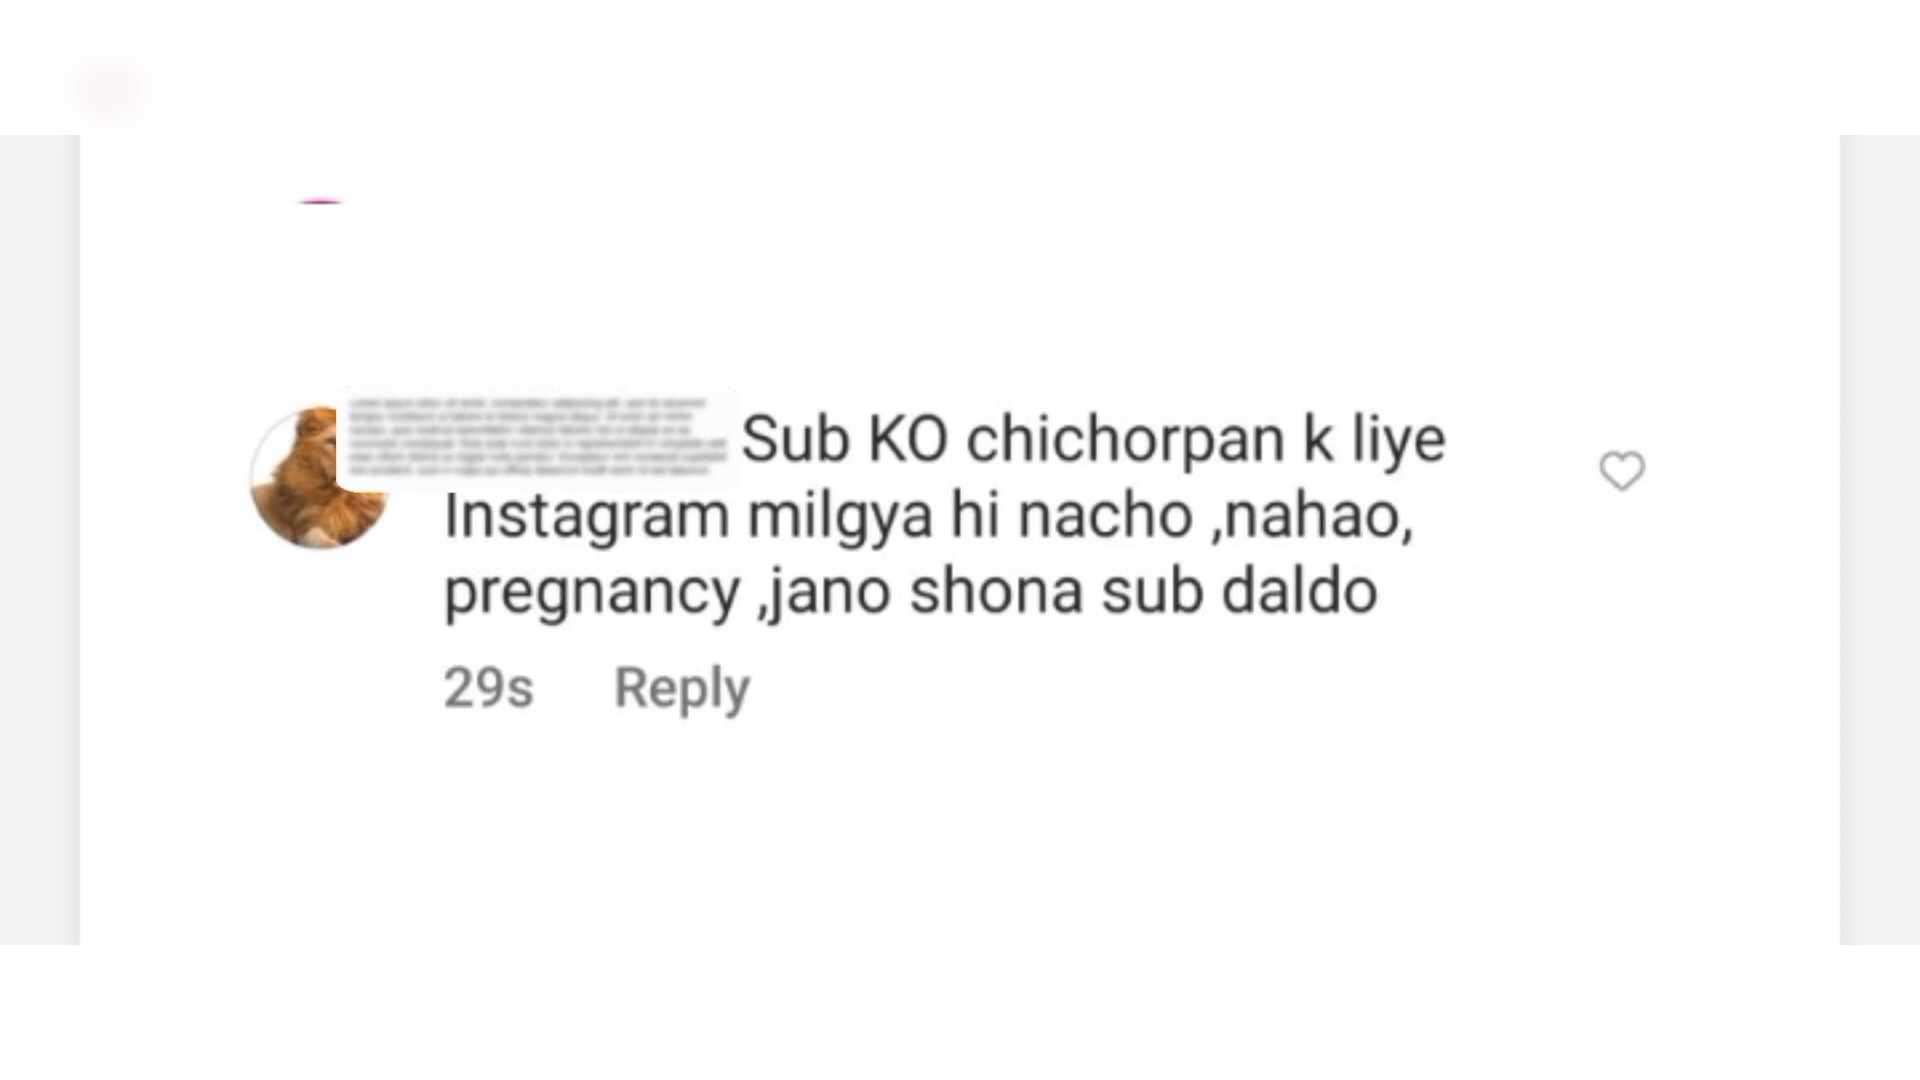 Sub KO chichorpan k liye
Instagram milgya hi nacho ,nahao,
pregnancy ,jano shona sub daldo
29s Reply